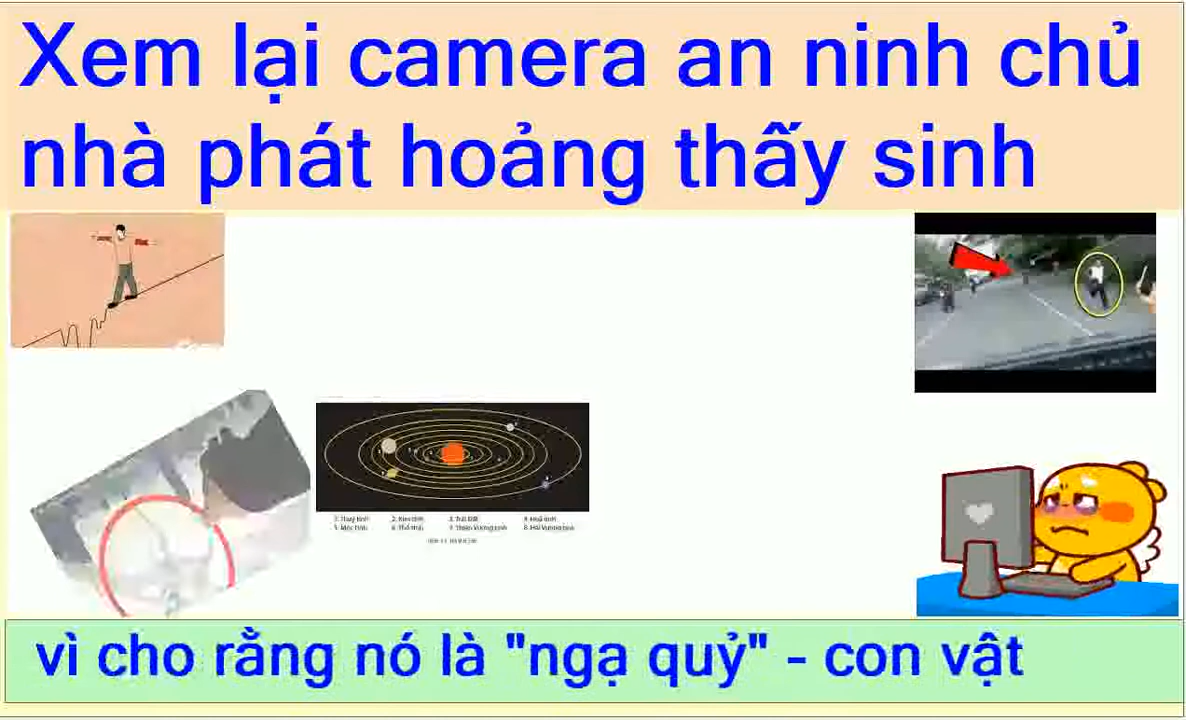 Xem lại camera an ninh chủ
nhà phát hoảng thấy sinh
vì cho rằng nó là "ngạ quỷ" - con vật